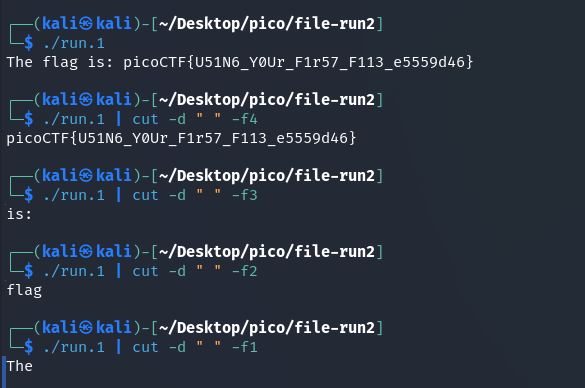 ┌──(kali㉿kali)-[~/Desktop/pico/file-run2]
└─$ ./run.1
The flag is: picoCTF{U51N6_Y0Ur_F1r57_F113_e5559d46}
┌──(kali㉿kali)-[~/Desktop/pico/file-run2]
└─$ ./run.1 | cut -d " " -f4
picoCTF{U51N6_Y0Ur_F1r57_F113_e5559d46}
┌──(kali㉿kali)-[~/Desktop/pico/file-run2]
└─$ ./run.1 | cut -d " " -f3
is:
┌──(kali㉿kali)-[~/Desktop/pico/file-run2]
└─$ ./run.1 | cut -d " " -f2
flag
┌──(kali㉿kali)-[~/Desktop/pico/file-run2]
└─$ ./run.1 | cut -d " " -f1
The